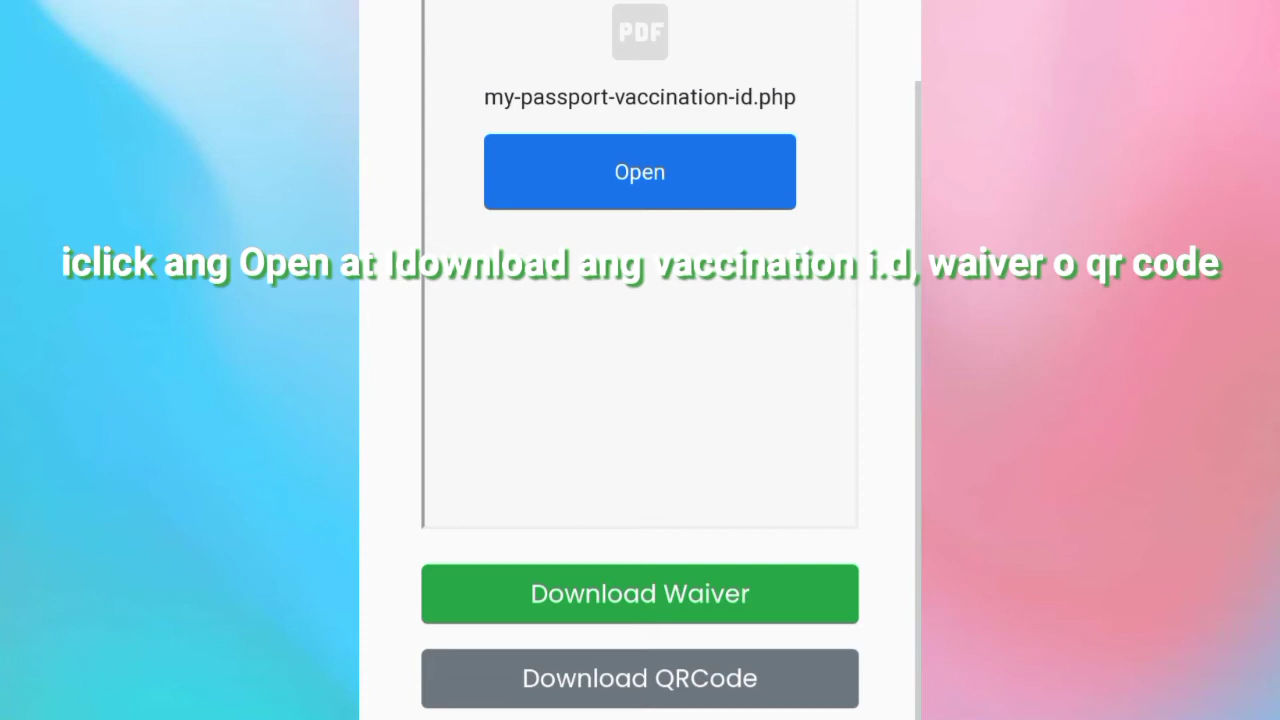 PDF
my-passport-vaccination-id.php
Open
iclick ang Open at Idownload ang vaccination i.d, waiver o qr code
Download Waiver
Download QRCode